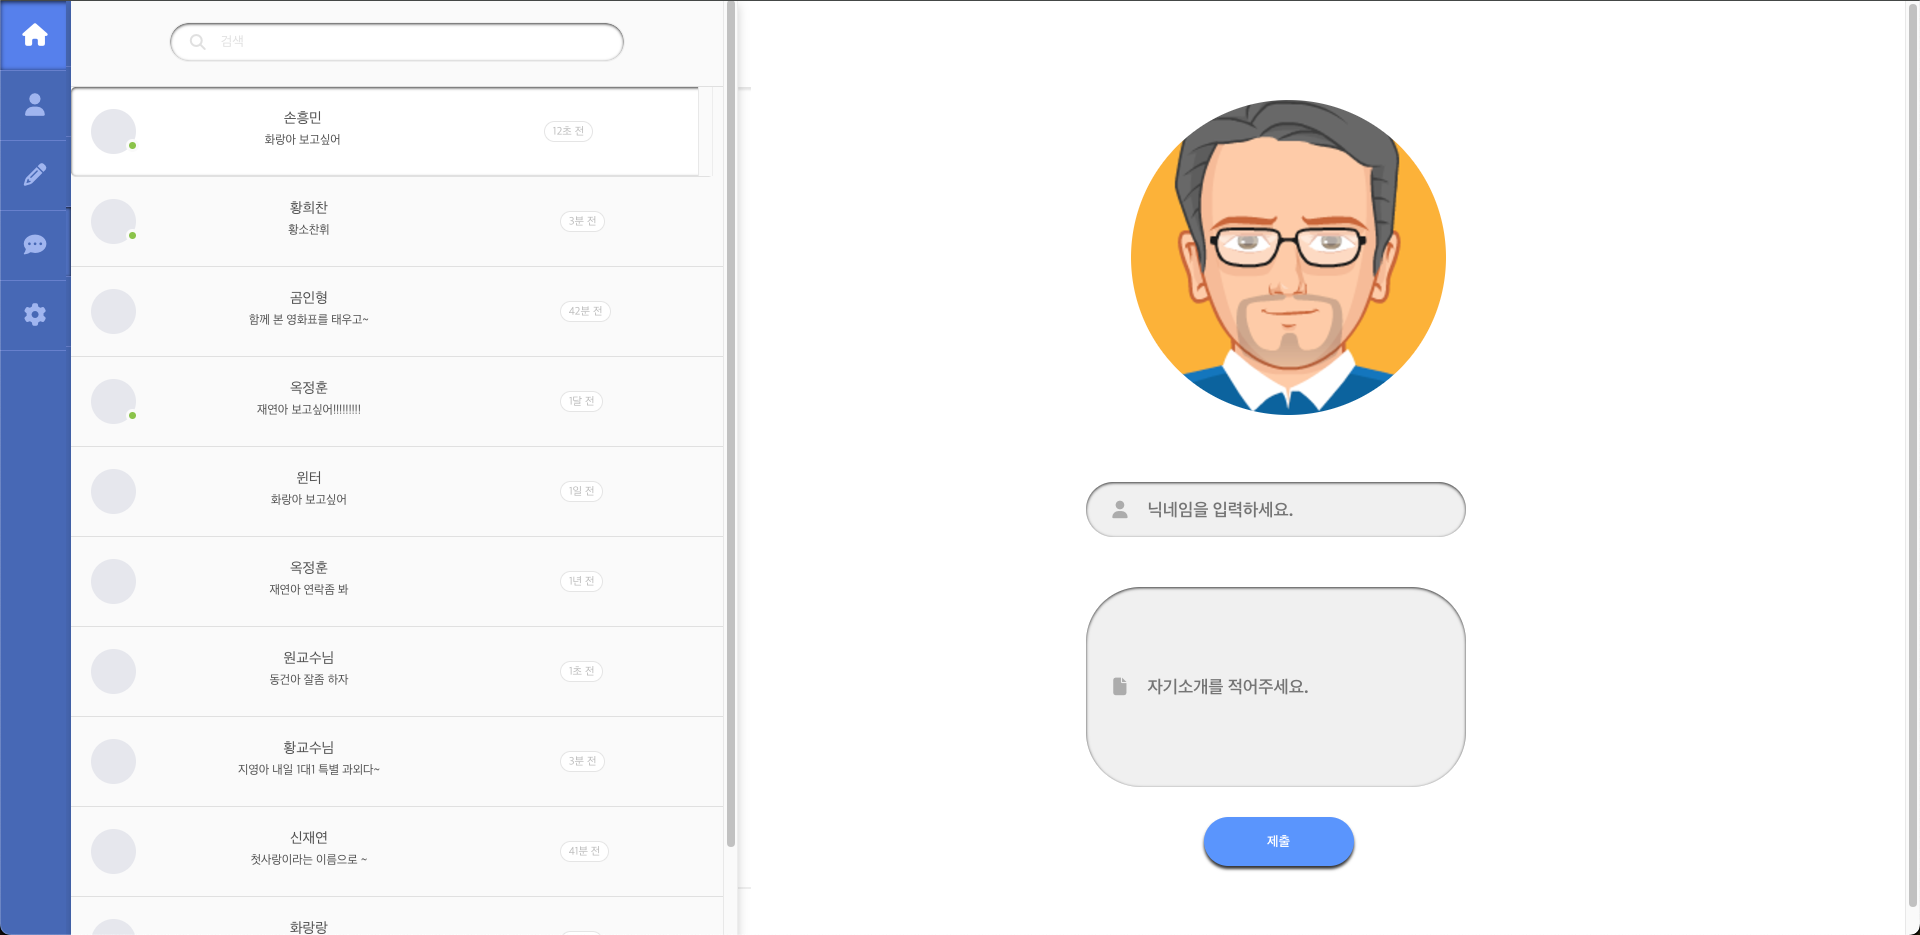 검색
손흥민
화랑아 보고싶어
12초 전
황희찬
황소찬휘
3분 전
곰인형
함께 본 영화표를 태우고~
42분 전
옥정훈
재연아 보고싶어!!!!!!!!!
1달 전
윈터
화랑아 보고싶어
1일 전
옥정훈
재연아 연락좀 봐
1년 전
원교수님
동건아 잘좀 하자
1초 전
황교수님
지영아 내일 1대1 특별 과외다~
3분 전
신재연
첫사랑이라는 이름으로 ~
41분 전
화랑랑
닉네임을 입력하세요.
자기소개를 적어주세요.
제출